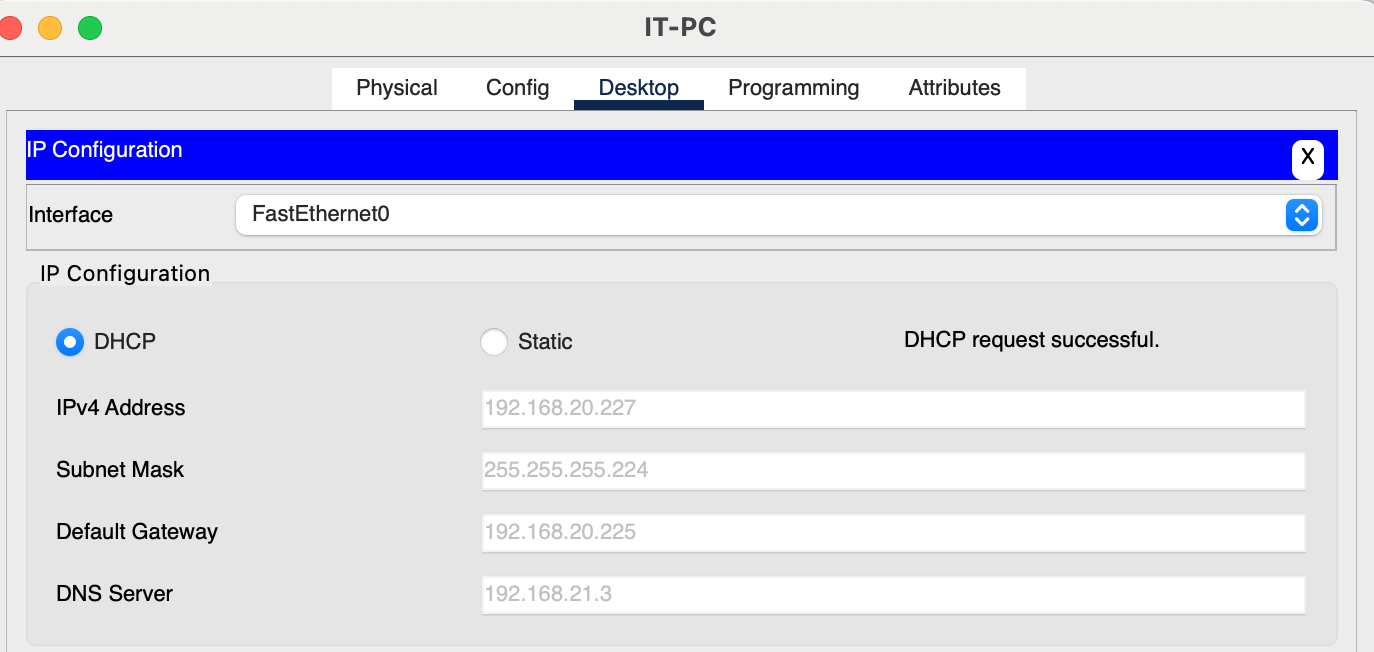 IT-PC
Physical Config Desktop Programming Attributes
IP Configuration
X
Interface FastEthernet0
IP Configuration
DHCP Static DHCP request successful.
IPv4 Address 192.168.20.227
Subnet Mask 255.255.255.224
Default Gateway 192.168.20.225
DNS Server 192.168.21.3